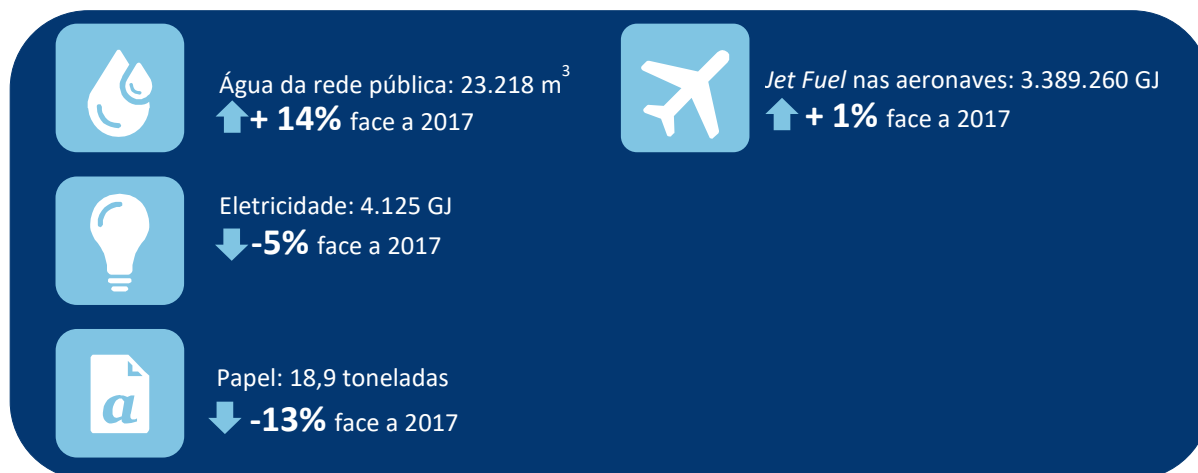 Água da rede pública: 23.218 m³
+ 14% face a 2017
Jet Fuel nas aeronaves: 3.389.260 GJ
+ 1% face a 2017
Eletricidade: 4.125 GJ
-5% face a 2017
a
Papel: 18,9 toneladas
-13% face a 2017